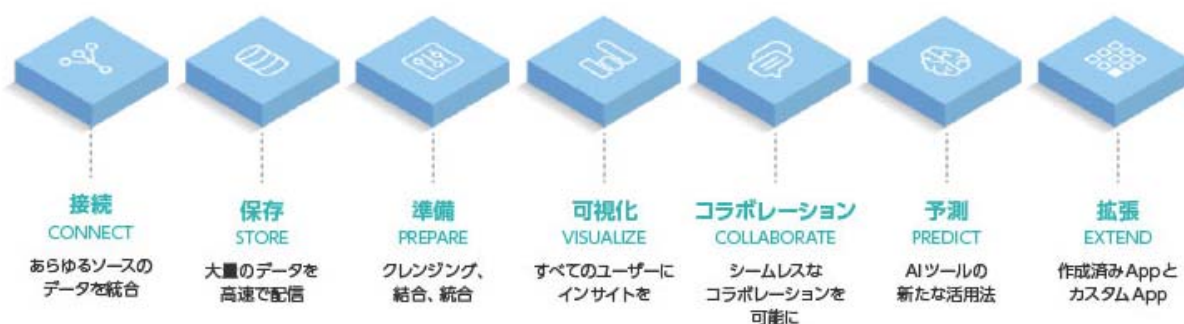 接続
CONNECT
あらゆるソースの
データを統合
保存
STORE
大量のデータを
高速で配信
準備
PREPARE
クレンジング、
結合、統合
可視化
VISUALIZE
すべてのユーザーに
インサイトを
コラボレーション
COLLABORATE
シームレスな
コラボレーションを
可能に
予測
PREDICT
AIツールの
新たな活用法
拡張
EXTEND
作成済みAppと
カスタムApp